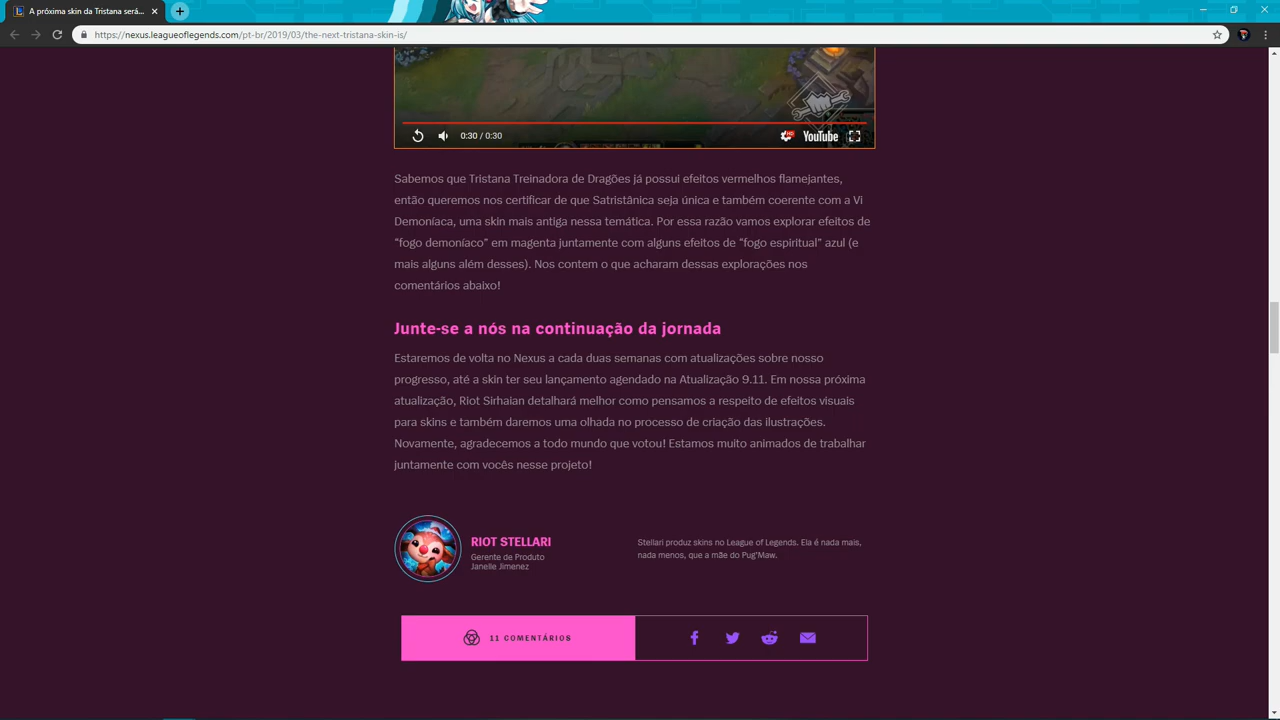 A próxima skin da Tristana será...
https://nexus.leagueoflegends.com/pt-br/2019/03/the-next-tristana-skin-is/
0:30 / 0:30
HD
YouTube
Sabemos que Tristana Treinadora de Dragões já possui efeitos vermelhos flamejantes,
então queremos nos certificar de que Satristânica seja única e também coerente com a Vi
Demoníaca, uma skin mais antiga nessa temática. Por essa razão vamos explorar efeitos de
“fogo demoníaco” em magenta juntamente com alguns efeitos de “fogo espiritual” azul (e
mais alguns além desses). Nos contem o que acharam dessas explorações nos
comentários abaixo!
Junte-se a nós na continuação da jornada
Estaremos de volta no Nexus a cada duas semanas com atualizações sobre nosso
progresso, até a skin ter seu lançamento agendado na Atualização 9.11. Em nossa próxima
atualização, Riot Sirhaian detalhará melhor como pensamos a respeito de efeitos visuais
para skins e também daremos uma olhada no processo de criação das ilustrações.
Novamente, agradecemos a todo mundo que votou! Estamos muito animados de trabalhar
juntamente com vocês nesse projeto!
RIOT STELLARI
Gerente de Produto
Janelle Jimenez
Stellari produz skins no League of Legends. Ela é nada mais,
nada menos, que a mãe do Pug'Maw.
11 COMENTÁRIOS